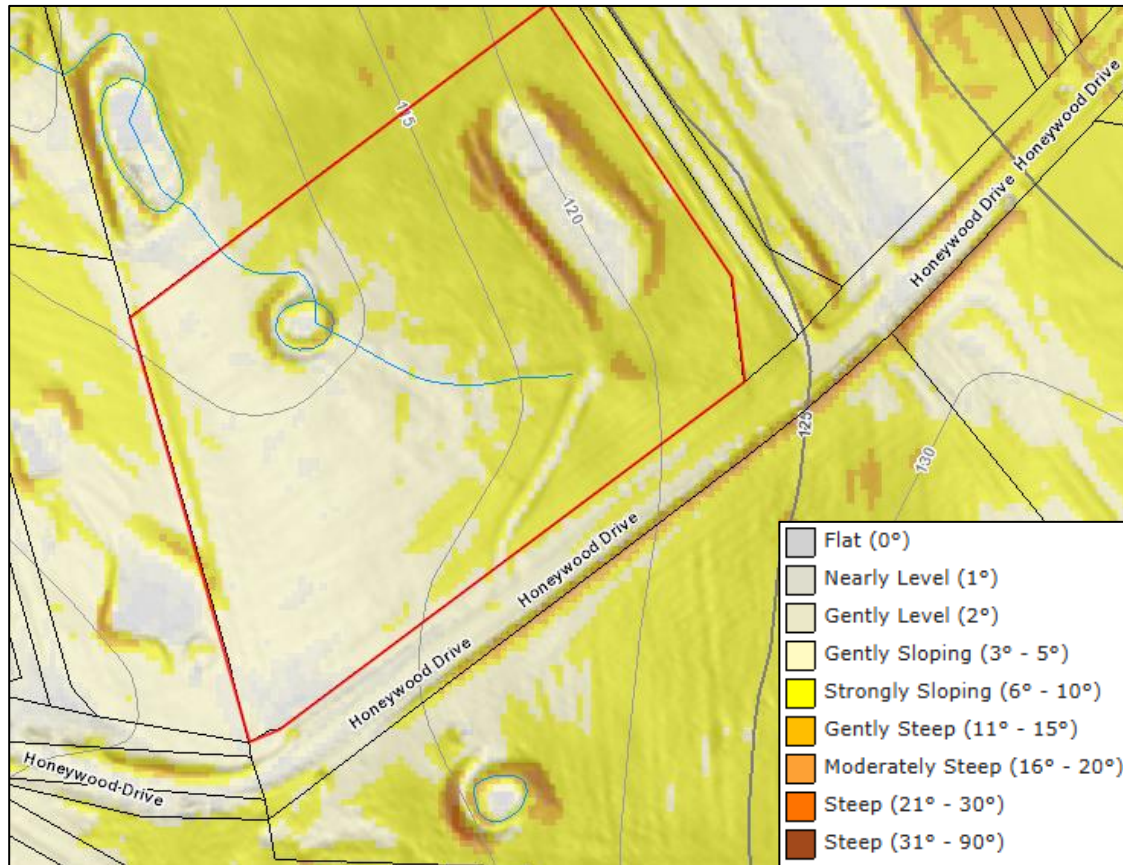 115
120
Honeywood Drive
Honeywood Drive
125
130
Honeywood Drive
Honeywood Drive
Honeywood-Drive
Flat (0°)
Nearly Level (1°)
Gently Level (2°)
Gently Sloping (3° - 5°)
Strongly Sloping (6° - 10°)
Gently Steep (11° - 15°)
Moderately Steep (16° - 20°)
Steep (21° - 30°)
Steep (31° - 90°)